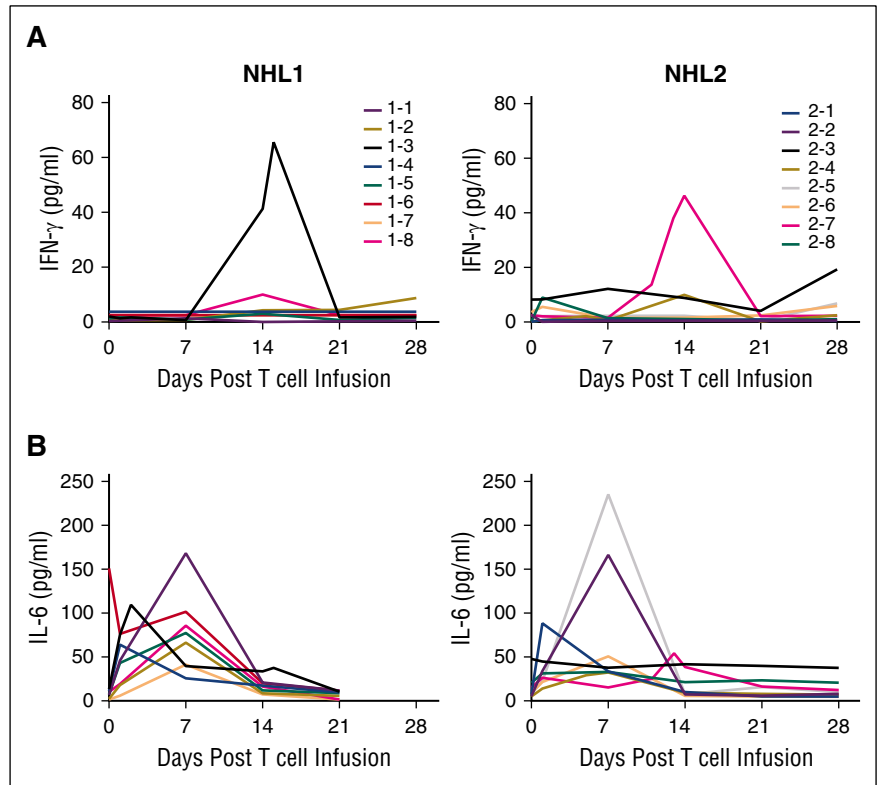 A
NHL1
IFN-γ (pg/ml)
80
60
40
20
0
0 7 14 21 28
Days Post T cell Infusion
1-1
1-2
1-3
1-4
1-5
1-6
1-7
1-8
NHL2
IFN-γ (pg/ml)
80
60
40
20
0
0 7 14 21 28
Days Post T cell Infusion
2-1
2-2
2-3
2-4
2-5
2-6
2-7
2-8
B
IL-6 (pg/ml)
250
200
150
100
50
0
0 7 14 21 28
Days Post T cell Infusion
IL-6 (pg/ml)
250
200
150
100
50
0
0 7 14 21 28
Days Post T cell Infusion